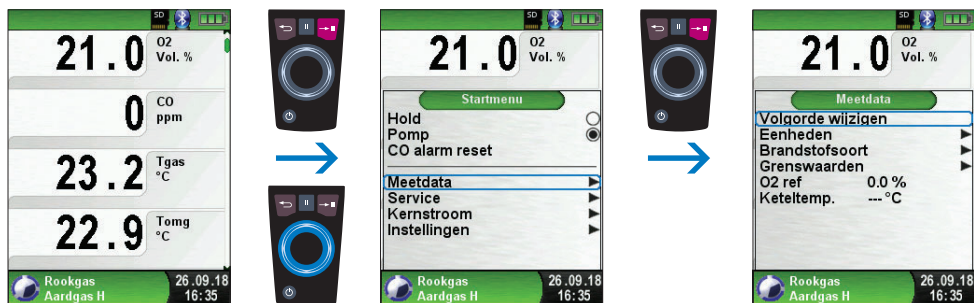 SD
21.0 O2 Vol. %
0 CO ppm
23.2 Tgas °C
22.9 Tomg °C
Rookgas 26.09.18
Aardgas H 16:35
SD
21.0 O2 Vol. %
Startmenu
Hold
Pomp
CO alarm reset
Meetdata
Service
Kernstroom
Instellingen
Rookgas 26.09.18
Aardgas H 16:35
SD
21.0 O2 Vol. %
Meetdata
Volgorde wijzigen
Eenheden
Brandstofsoort
Grenswaarden
O2 ref 0.0 %
Keteltemp. --- °C
Rookgas 26.09.18
Aardgas H 16:35